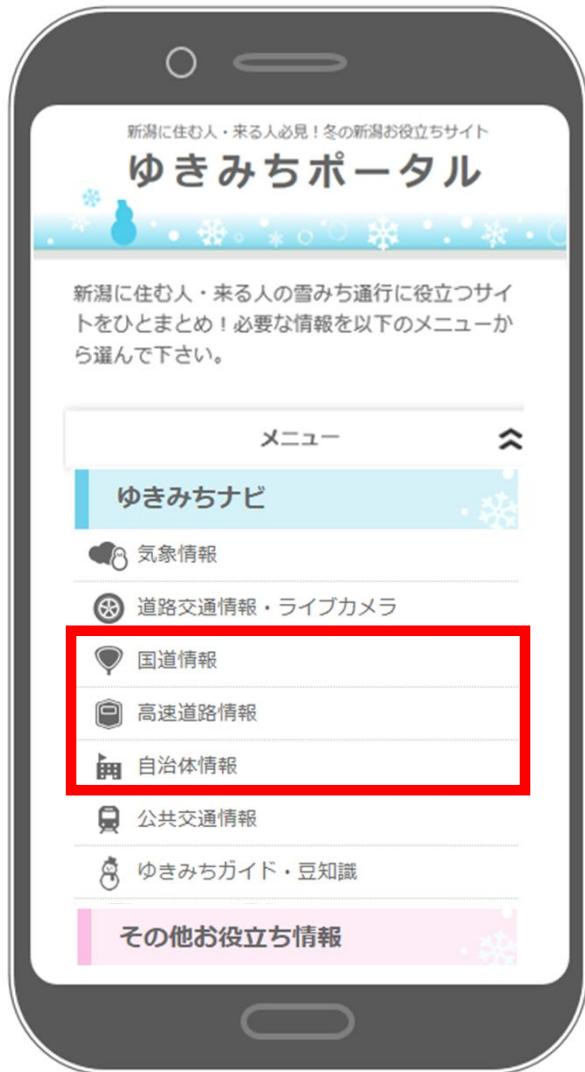 新潟に住む人・来る人必見！冬の新潟お役立ちサイト
ゆきみちポータル
新潟に住む人・来る人の雪みち通行に役立つサイ
トをひとまとめ！必要な情報を以下のメニューか
ら選んで下さい。
メニュー
ゆきみちナビ
気象情報
道路交通情報・ライブカメラ
国道情報
高速道路情報
自治体情報
公共交通情報
ゆきみちガイド・豆知識
その他お役立ち情報